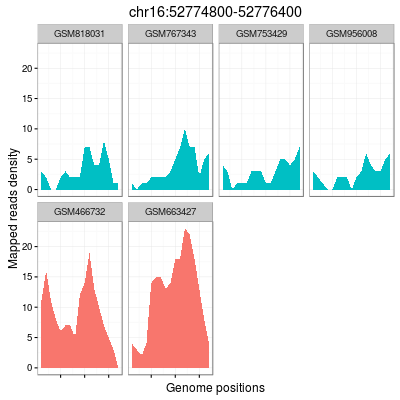 chr16:52774800-52776400
GSM818031 GSM767343 GSM753429 GSM956008
20
15
10
5
0
GSM466732 GSM663427
20
15
10
5
0
Mapped reads density
Genome positions